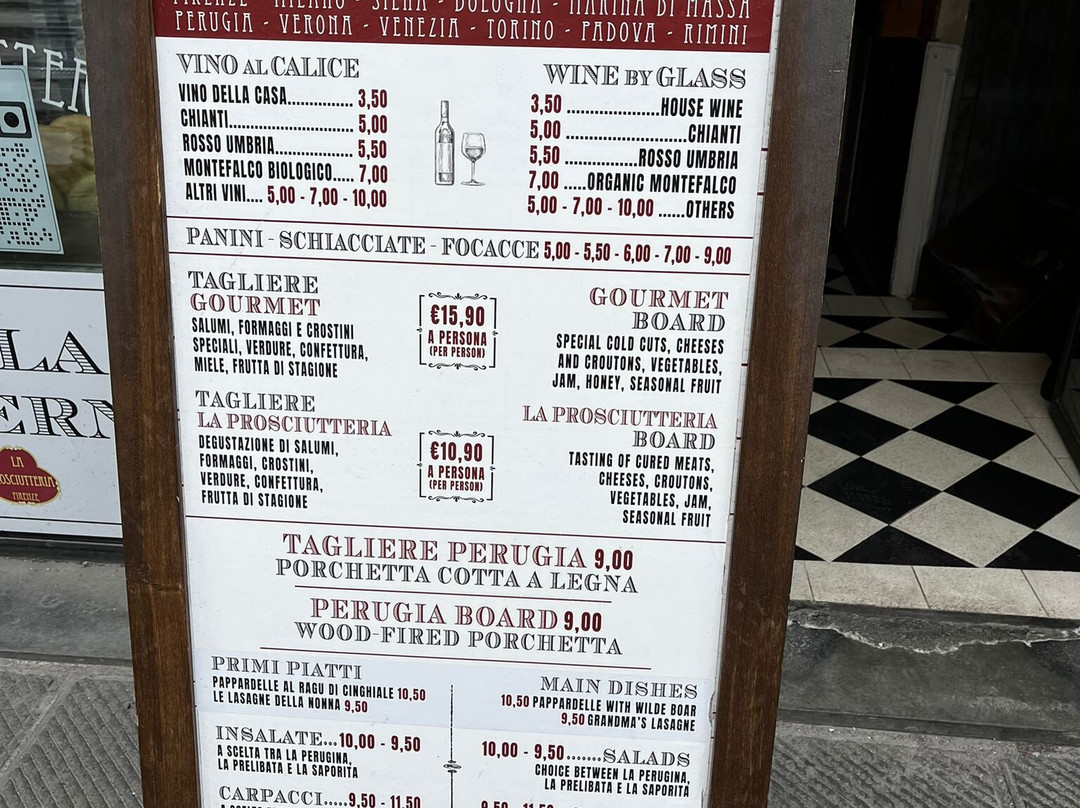 FIRENZE - MILANO - SIENA - BOLOGNA - MARINA DI MASSA
PERUGIA - VERONA - VENEZIA - TORINO - PADOVA - RIMINI
VINO AL CALICE
VINO DELLA CASA............... 3,50
CHIANTI............................ 5,00
ROSSO UMBRIA.................. 5,50
MONTEFALCO BIOLOGICO..... 7,00
ALTRI VINI.... 5,00 - 7,00 - 10,00
WINE BY GLASS
3,50 ......................HOUSE WINE
5,00 ...........................CHIANTI
5,50 ................ROSSO UMBRIA
7,00 .....ORGANIC MONTEFALCO
5,00 - 7,00 - 10,00 ......OTHERS
PANINI - SCHIACCIATE - FOCACCE 5,00 - 5,50 - 6,00 - 7,00 - 9,00
TAGLIERE
GOURMET
SALUMI, FORMAGGI E CROSTINI
SPECIALI, VERDURE, CONFETTURA,
MIELE, FRUTTA DI STAGIONE
€15,90
A PERSONA
(PER PERSON)
GOURMET
BOARD
SPECIAL COLD CUTS, CHEESES
AND CROUTONS, VEGETABLES,
JAM, HONEY, SEASONAL FRUIT
TAGLIERE
LA PROSCIUTTERIA
DEGUSTAZIONE DI SALUMI,
FORMAGGI, CROSTINI,
VERDURE, CONFETTURA,
FRUTTA DI STAGIONE
€10,90
A PERSONA
(PER PERSON)
LA PROSCIUTTERIA
BOARD
TASTING OF CURED MEATS,
CHEESES, CROUTONS,
VEGETABLES, JAM,
SEASONAL FRUIT
TAGLIERE PERUGIA 9,00
PORCHETTA COTTA A LEGNA
PERUGIA BOARD 9,00
WOOD-FIRED PORCHETTA
PRIMI PIATTI
PAPPARDELLE AL RAGU DI CINGHIALE 10,50
LE LASAGNE DELLA NONNA 9,50
MAIN DISHES
10,50 PAPPARDELLE WITH WILDE BOAR
9,50 GRANDMA'S LASAGNE
INSALATE...10,00 - 9,50
A SCELTA TRA LA PERUGINA,
LA PRELIBATA E LA SAPORITA
10,00 - 9,50.......SALADS
CHOICE BETWEEN LA PERUGINA,
LA PRELIBATA E LA SAPORITA
CARPACCI.....9,50 - 11,50
LA
LA
PROSCIUTTERIA
FIRENZE